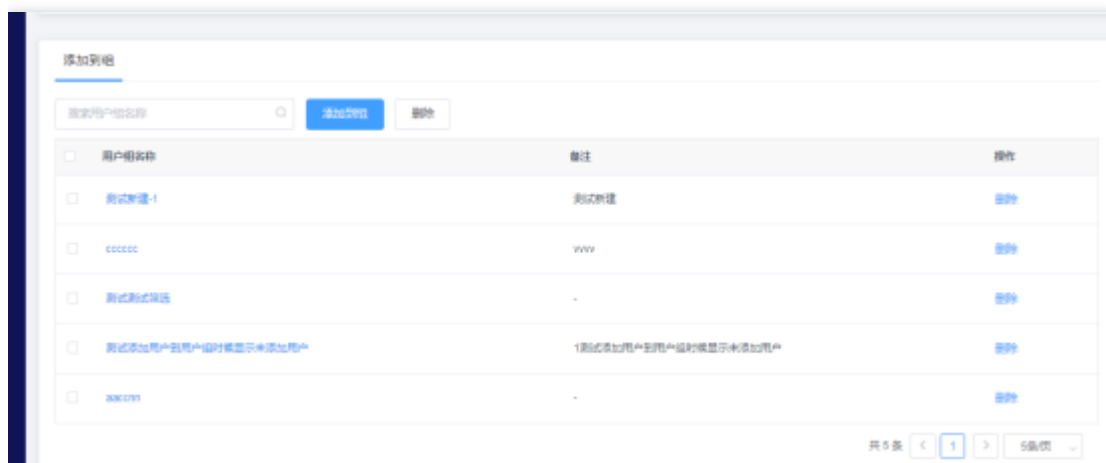 添加到组
搜索用户组名称 添加到组 删除
用户组名称 备注 操作
测试新建-1 测试新建 删除
cccccc vvvv 删除
测试测试筛选 - 删除
测试添加用户到用户组时候显示未添加用户 1测试添加用户到用户组时候显示未添加用户 删除
aaccnn - 删除
共 5 条 < 1 > 5条/页